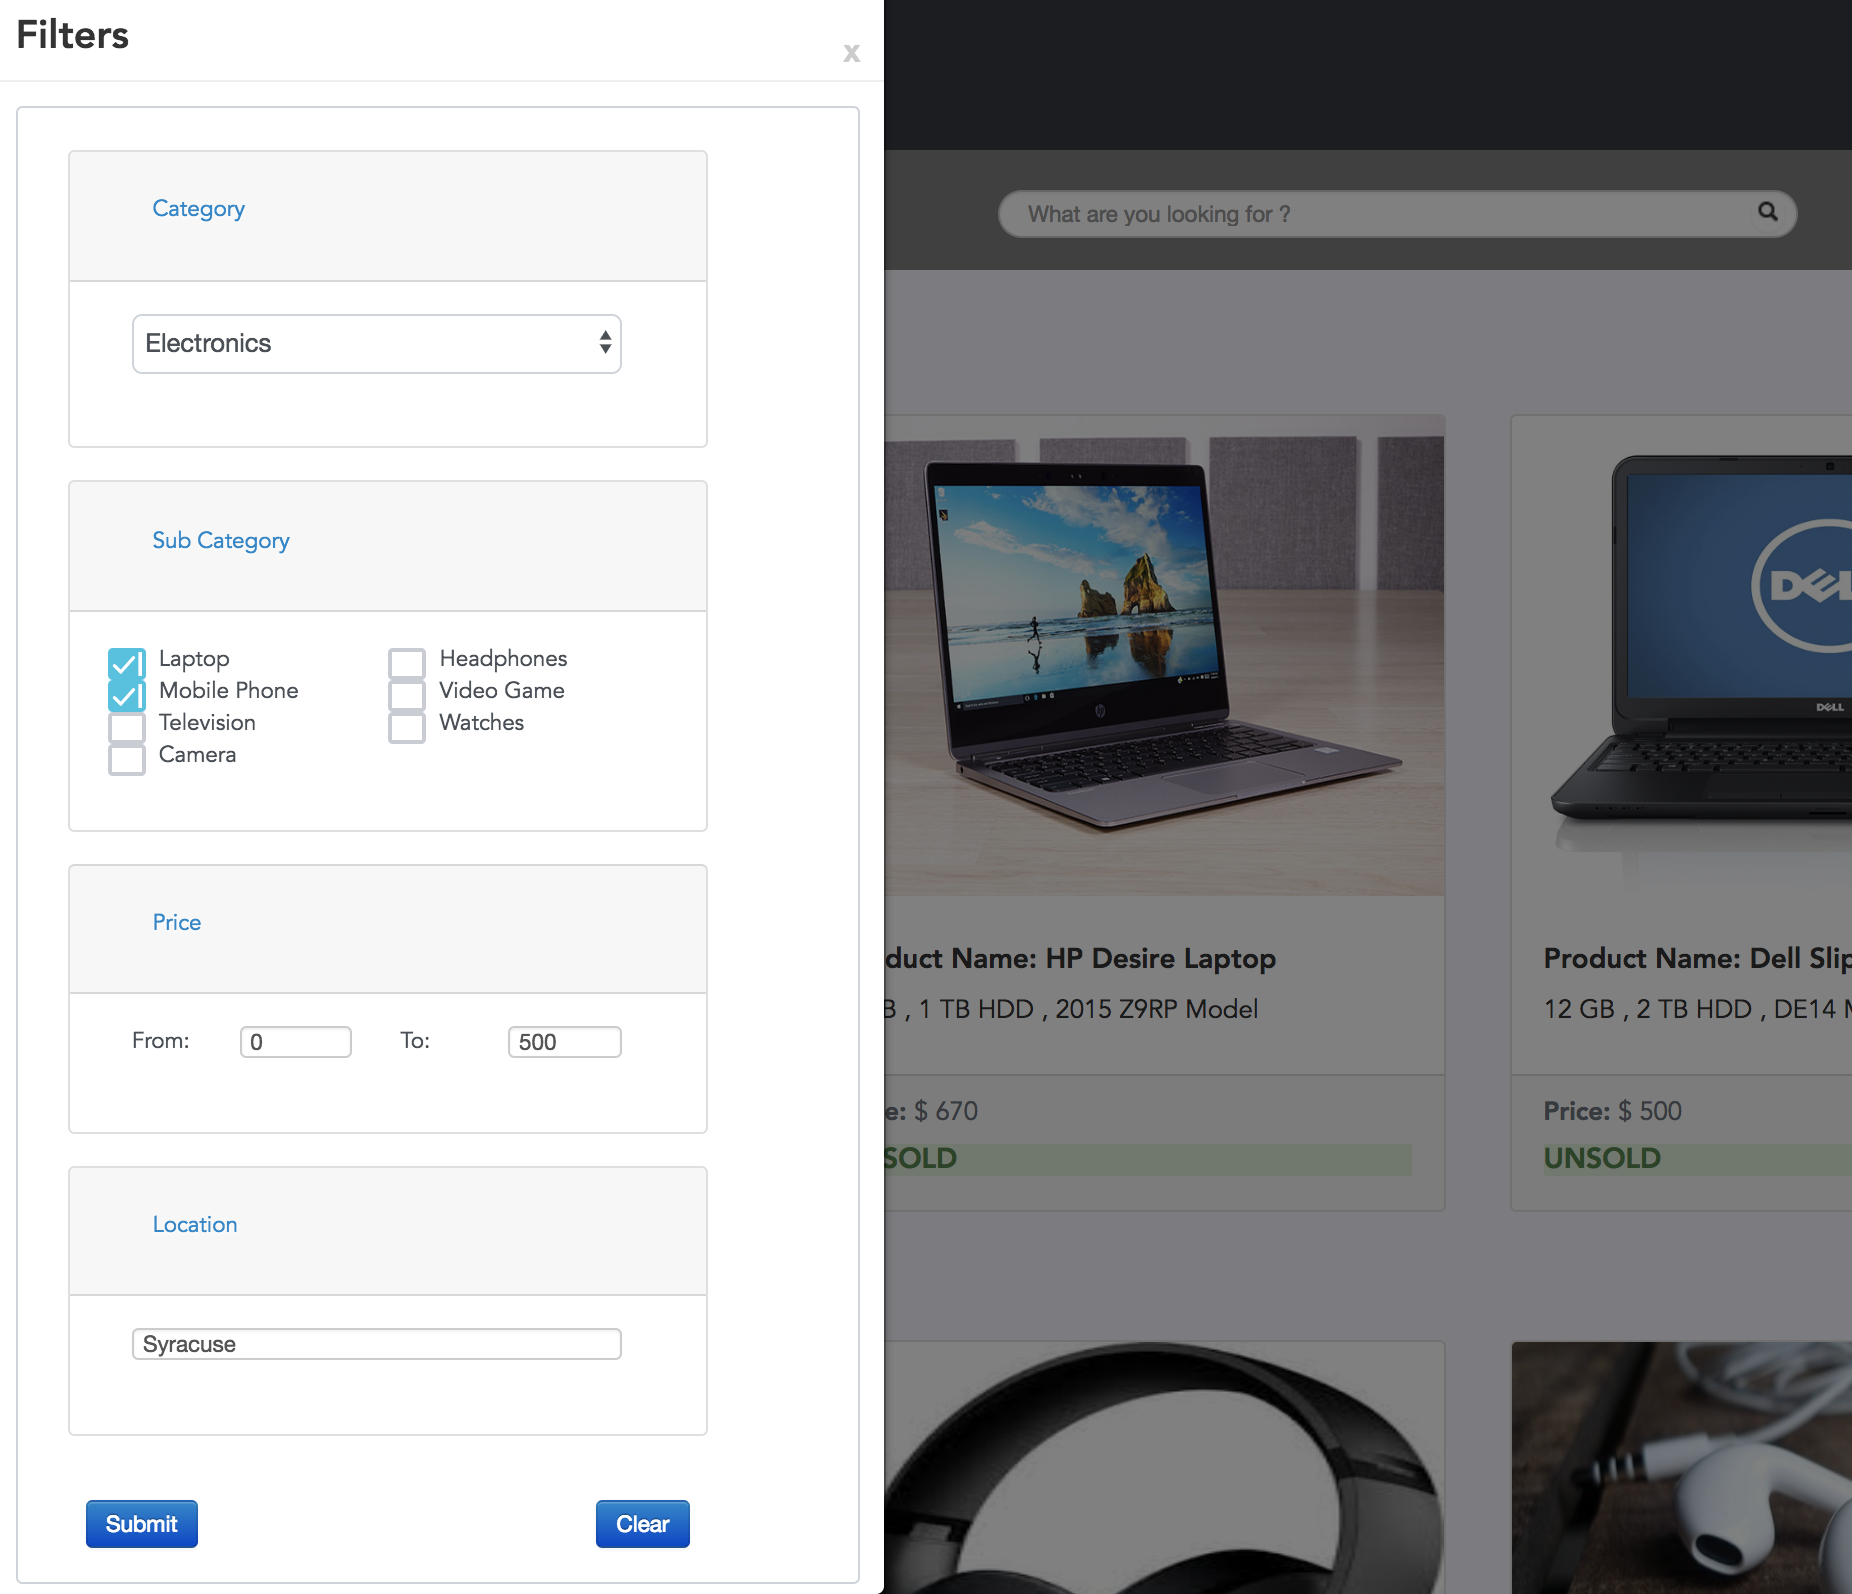 Filters
x
What are you looking for ?
Category
Electronics
Sub Category
Laptop
Headphones
Mobile Phone
Video Game
Television
Watches
Camera
DELL
duct Name: HP Desire Laptop
Product Name: Dell Slip
, 1 TB HDD , 2015 Z9RP Model
12 GB , 2 TB HDD , DE14
Price
From: 0 To: 500
e: $ 670
Price: $ 500
SOLD
UNSOLD
Location
Syracuse
Submit
Clear